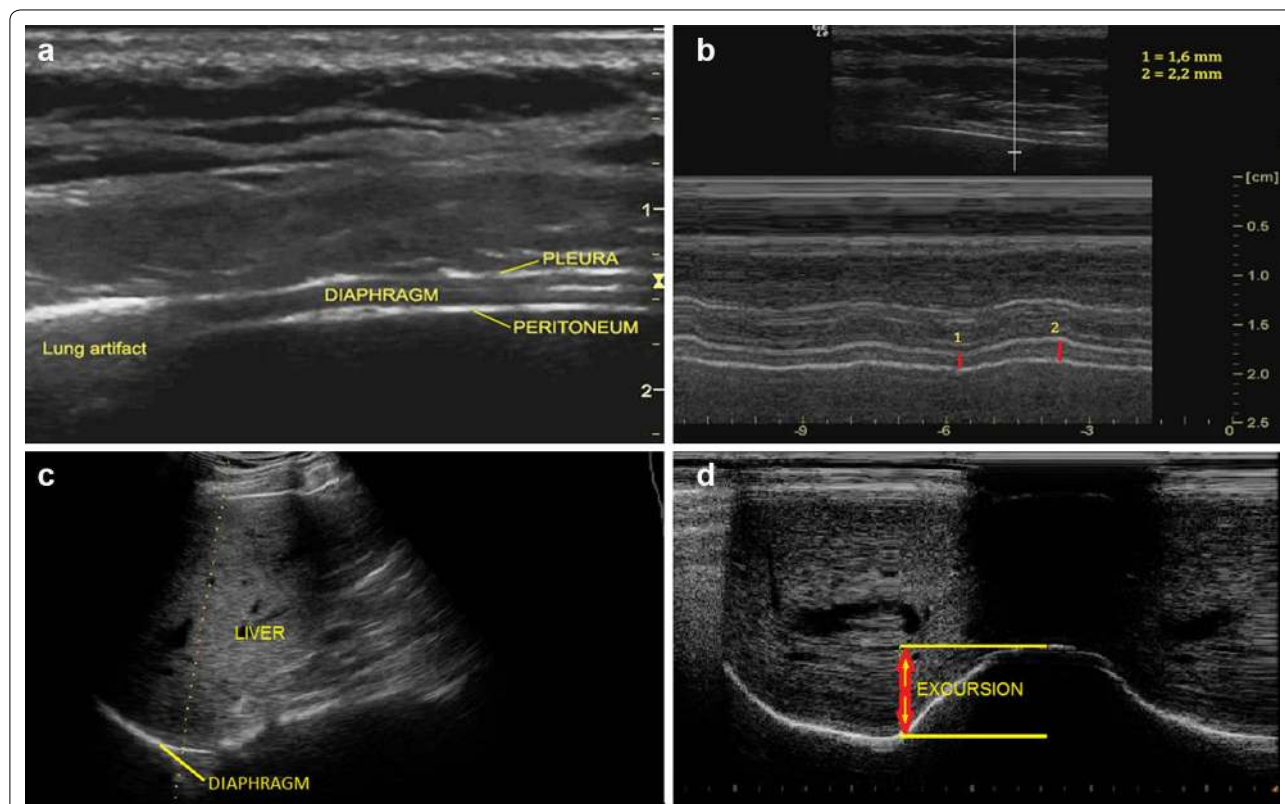 a
1
PLEURA
DIAPHRAGM
PERITONEUM
Lung artifact
2
b
1 = 1,6 mm
2 = 2,2 mm
[cm]
0.5
1.0
1.5
1
2
2.0
2.5
-9
-6
-3
0
c
LIVER
DIAPHRAGM
d
EXCURSION